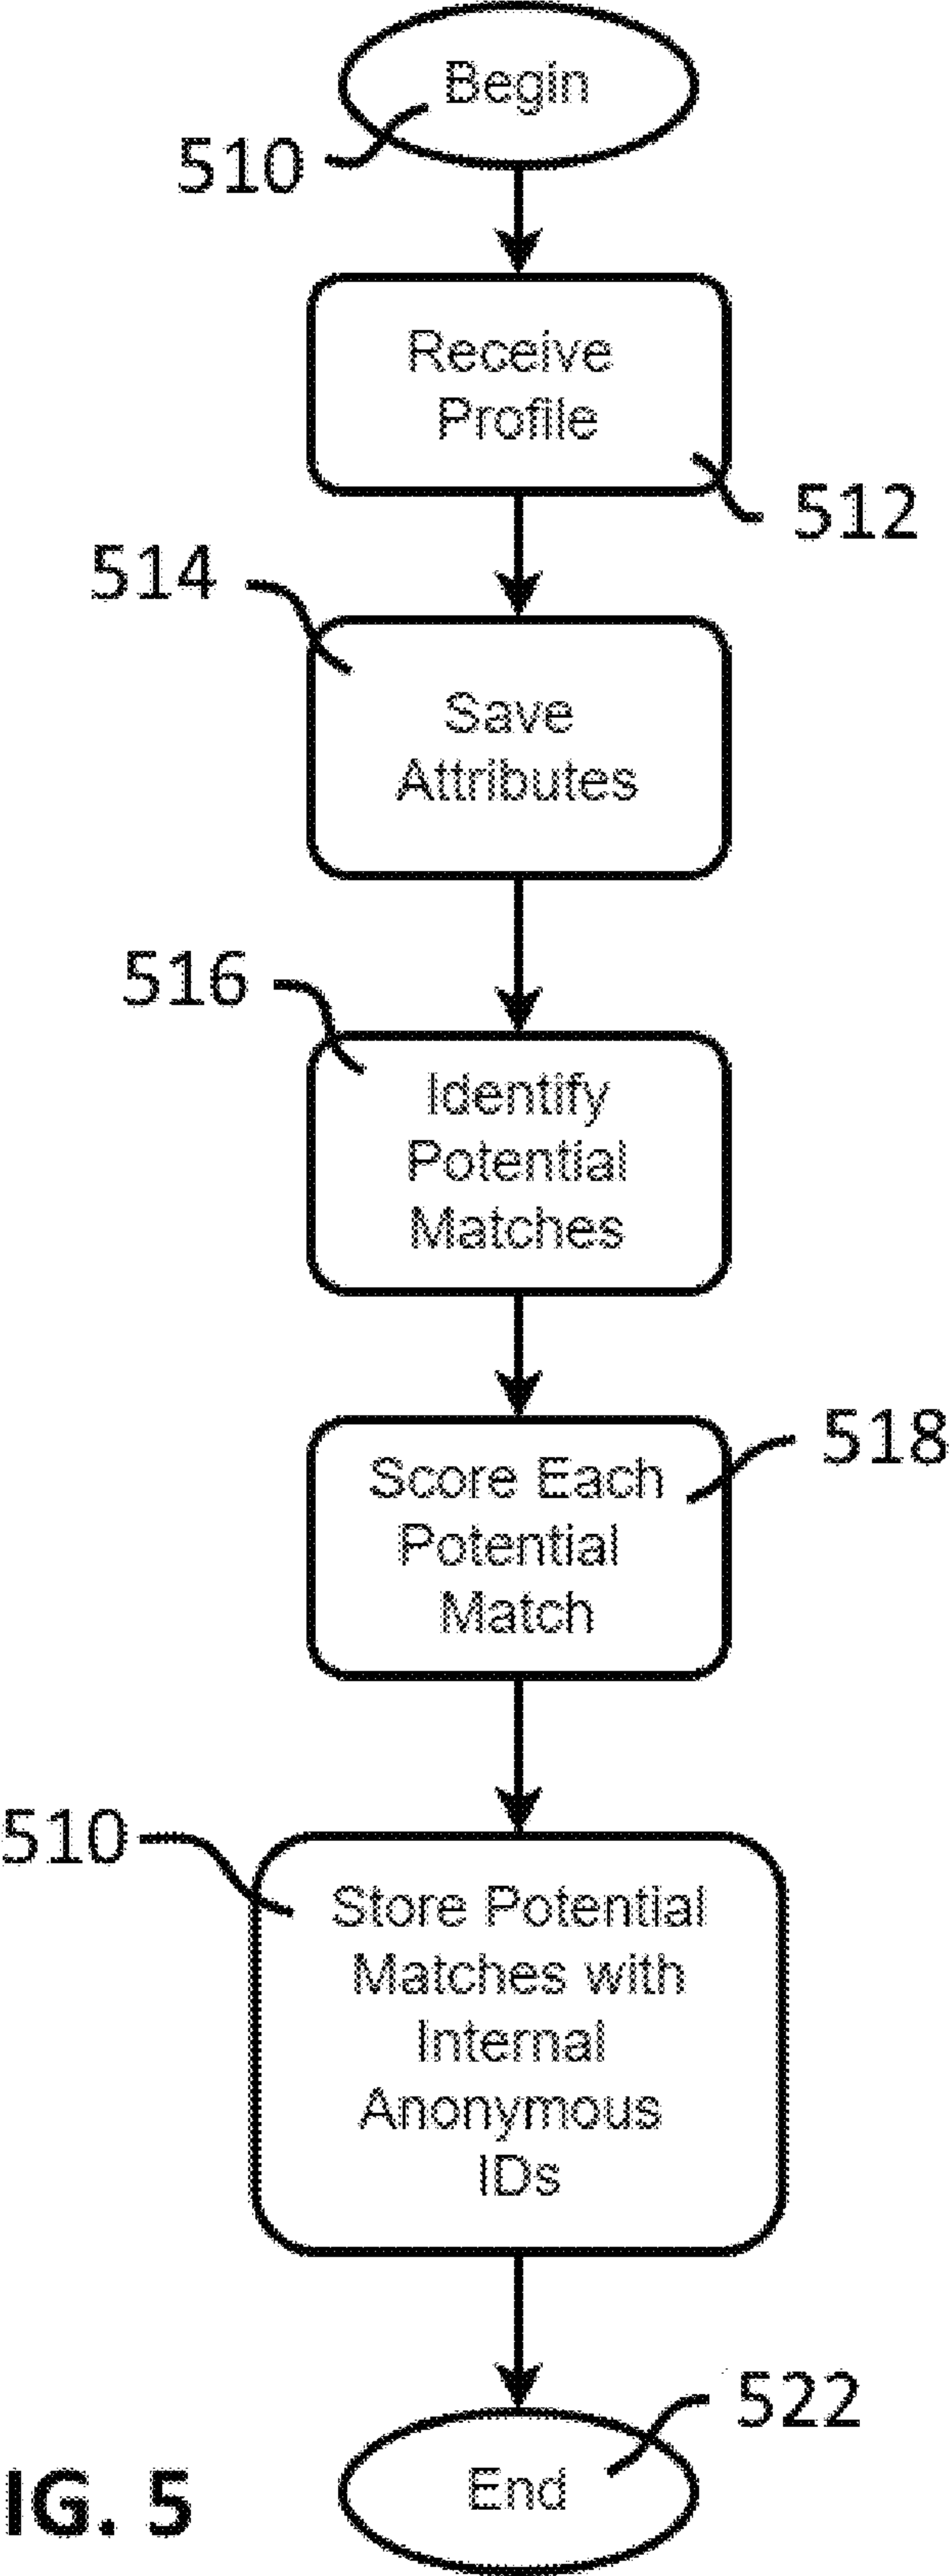 Begin
510
Receive
Profile
512
514
Save
Attributes
516
Identify
Potential
Matches
518
Score Each
Potential
Match
510
Store Potential
Matches with
Internal
Anonymous
IDs
522
End
IG. 5